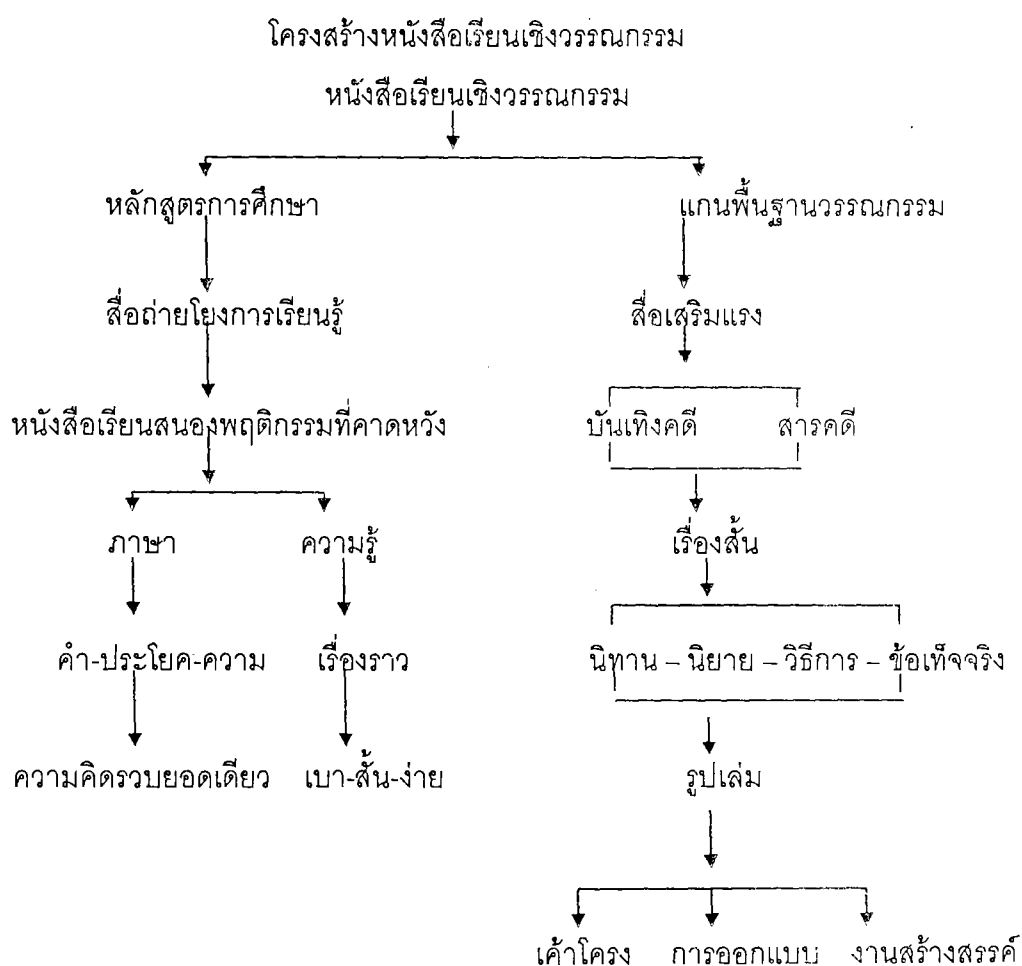 โครงสร้างหนังสือเรียนเชิงวรรณกรรม
หนังสือเรียนเชิงวรรณกรรม
หลักสูตรการศึกษา แกนพื้นฐานวรรณกรรม
สื่อถ่ายโยงการเรียนรู้ สื่อเสริมแรง
หนังสือเรียนสนองพฤติกรรมที่คาดหวัง บันเทิงคดี สารคดี
ภาษา ความรู้ เรื่องสั้น
คำ-ประโยค-ความ เรื่องราว นิทาน – นิยาย – วิธีการ – ข้อเท็จจริง
ความคิดรวบยอดเดียว เบา-สั้น-ง่าย รูปเล่ม
เค้าโครง การออกแบบ งานสร้างสรรค์